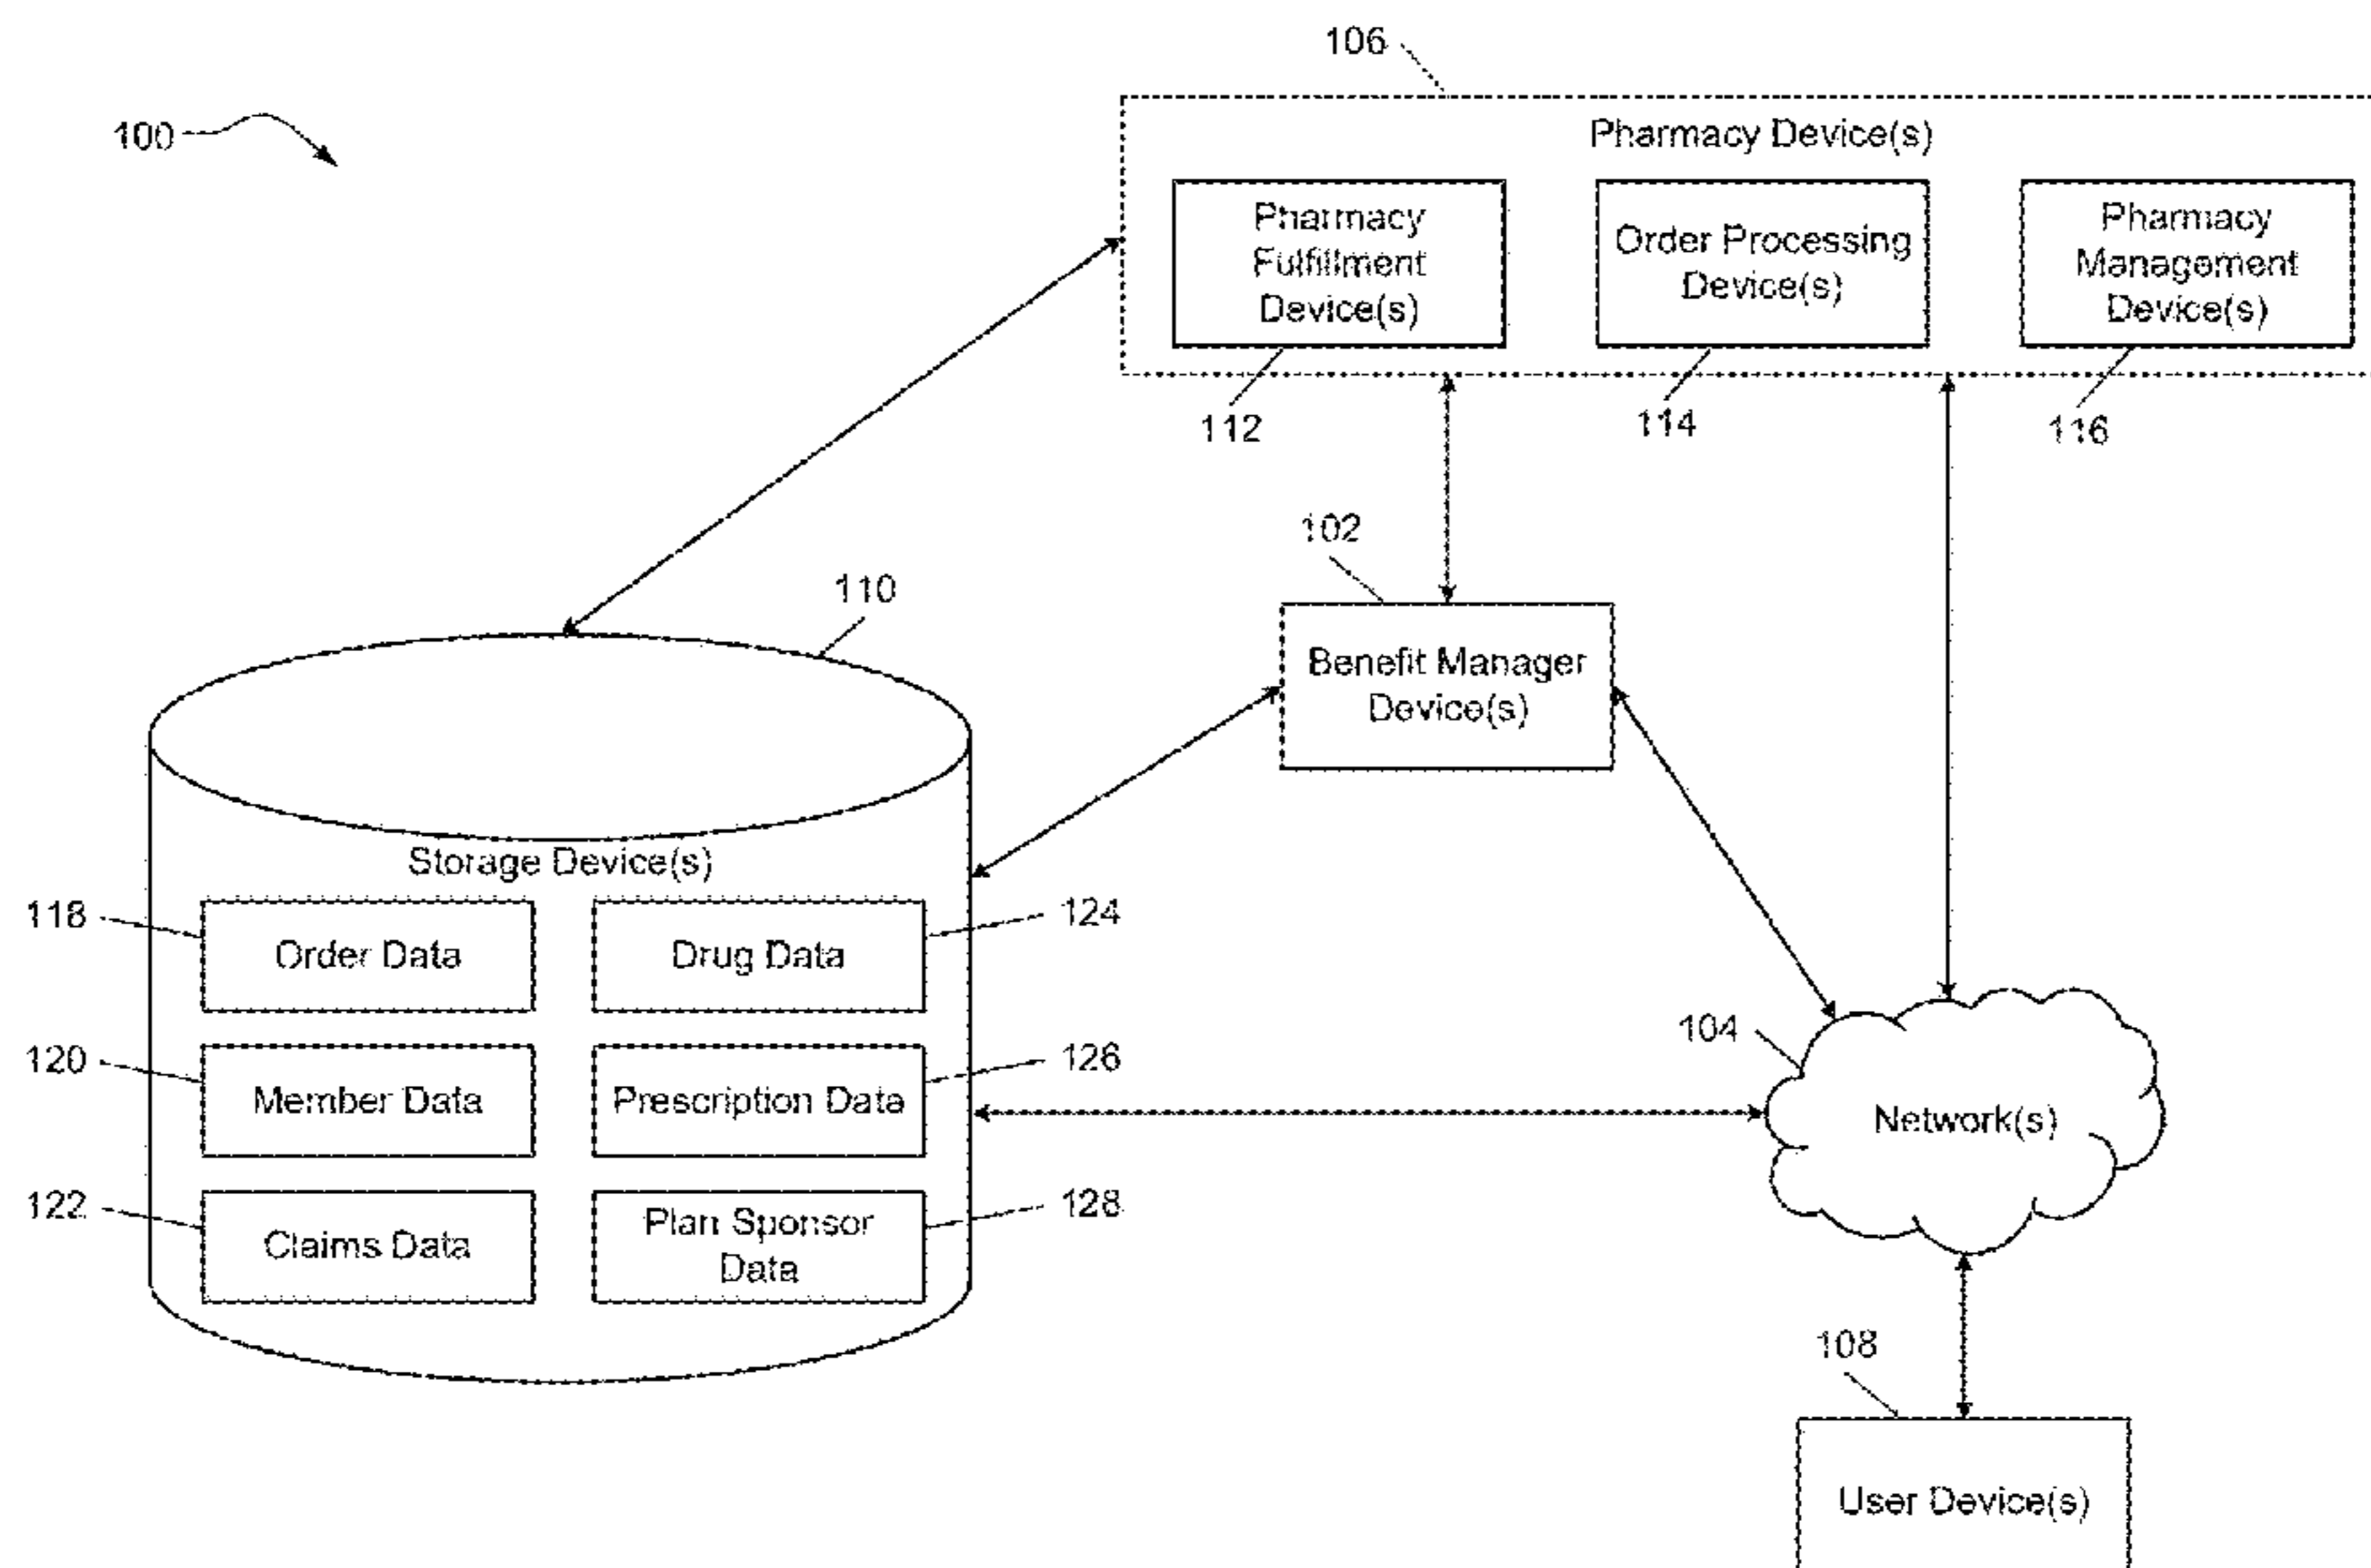 106
100
Pharmacy Device(s)
Pharmacy
Fulfillment
Device(s)
Order Processing
Device(s)
Pharmacy
Management
Device(s)
112
114
116
102
110
Benefit Manager
Device(s)
Storage Device(s)
118
Order Data
Drug Data
124
104
120
Member Data
Prescription Data
126
Network(s)
122
Claims Data
Plan Sponsor
Data
128
108
User Device(s)